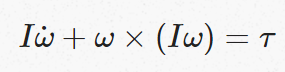 Iω̇ + ω × (Iω) = τ